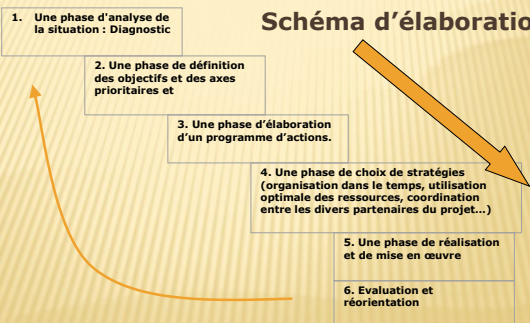 Schéma d’élaboratio
1. Une phase d'analyse de
la situation : Diagnostic
2. Une phase de définition
des objectifs et des axes
prioritaires et
3. Une phase d’élaboration
d’un programme d’actions.
4. Une phase de choix de stratégies
(organisation dans le temps, utilisation
optimale des ressources, coordination
entre les divers partenaires du projet…)
5. Une phase de réalisation
et de mise en œuvre
6. Evaluation et
réorientation